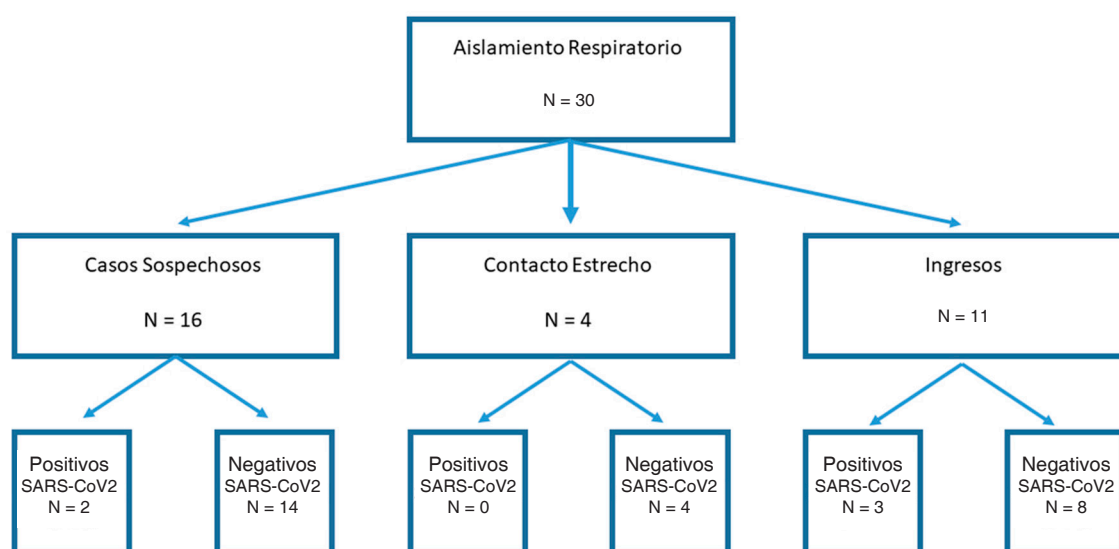 Aislamiento Respiratorio
N = 30
Casos Sospechosos
N = 16
Contacto Estrecho
N = 4
Ingresos
N = 11
Positivos
SARS-CoV2
N = 2
Negativos
SARS-CoV2
N = 14
Positivos
SARS-CoV2
N = 0
Negativos
SARS-CoV2
N = 4
Positivos
SARS-CoV2
N = 3
Negativos
SARS-CoV2
N = 8